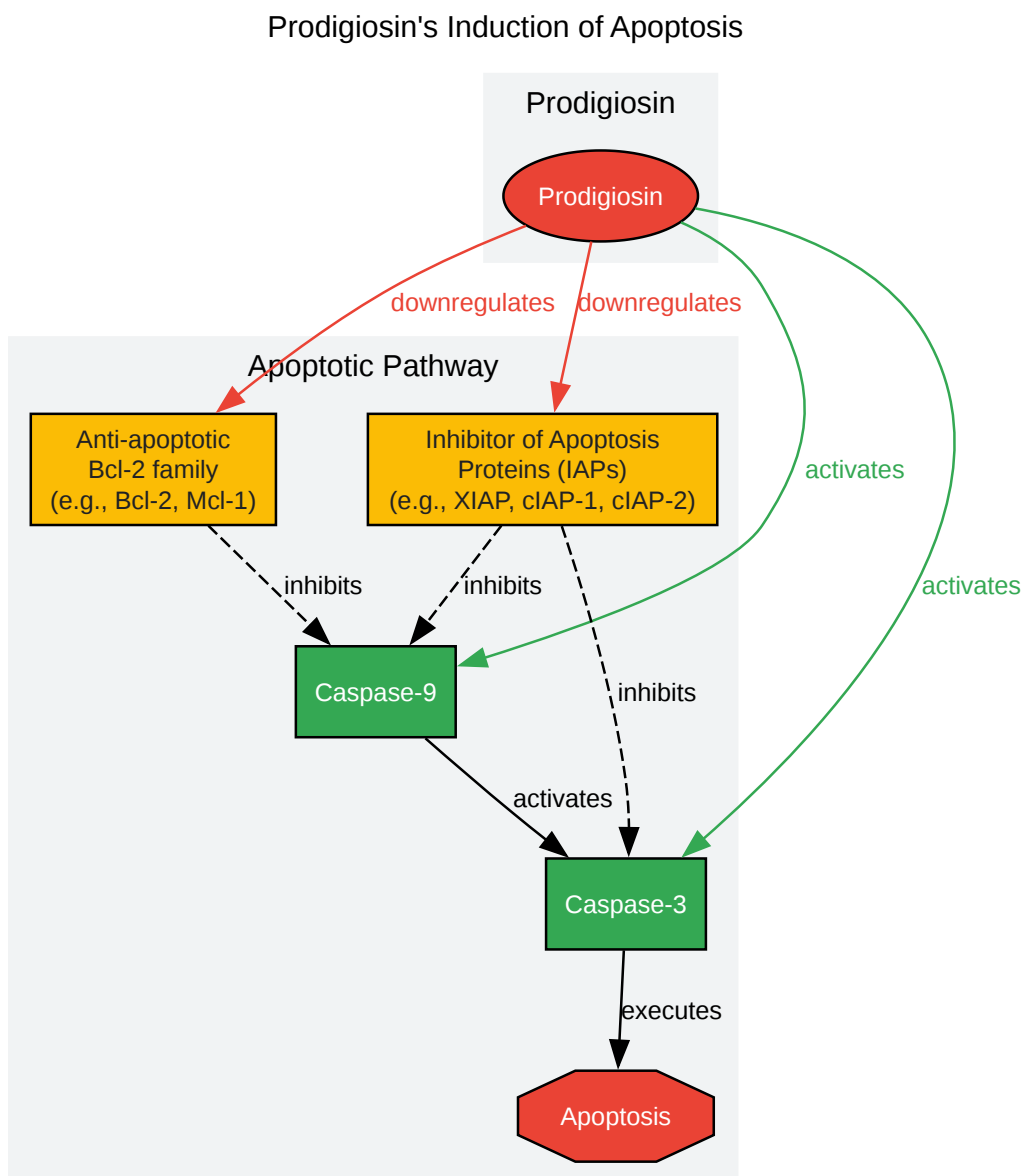 Prodigiosin's Induction of Apoptosis
Prodigiosin
Prodigiosin
downregulates
downregulates
Apoptotic Pathway
Anti-apoptotic
Bcl-2 family
(e.g., Bcl-2, Mcl-1)
Inhibitor of Apoptosis
Proteins (IAPs)
(e.g., XIAP, cIAP-1, cIAP-2)
activates
inhibits
inhibits
activates
Caspase-9
inhibits
activates
Caspase-3
executes
Apoptosis